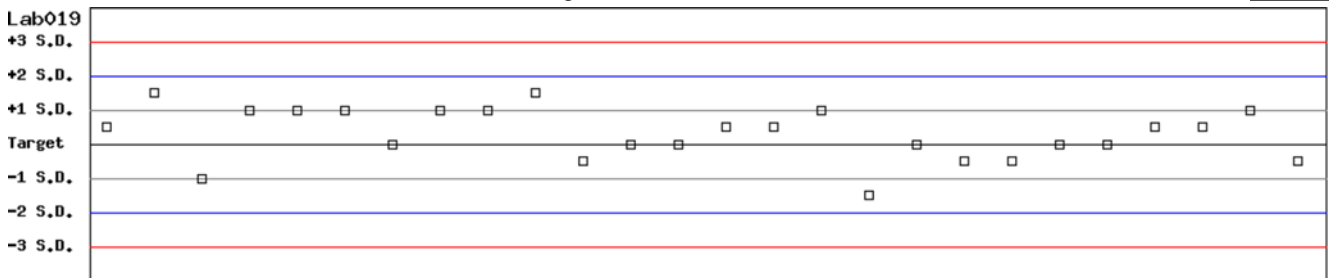 Lab019
+3 S.D.
+2 S.D.
+1 S.D.
Target
-1 S.D.
-2 S.D.
-3 S.D.